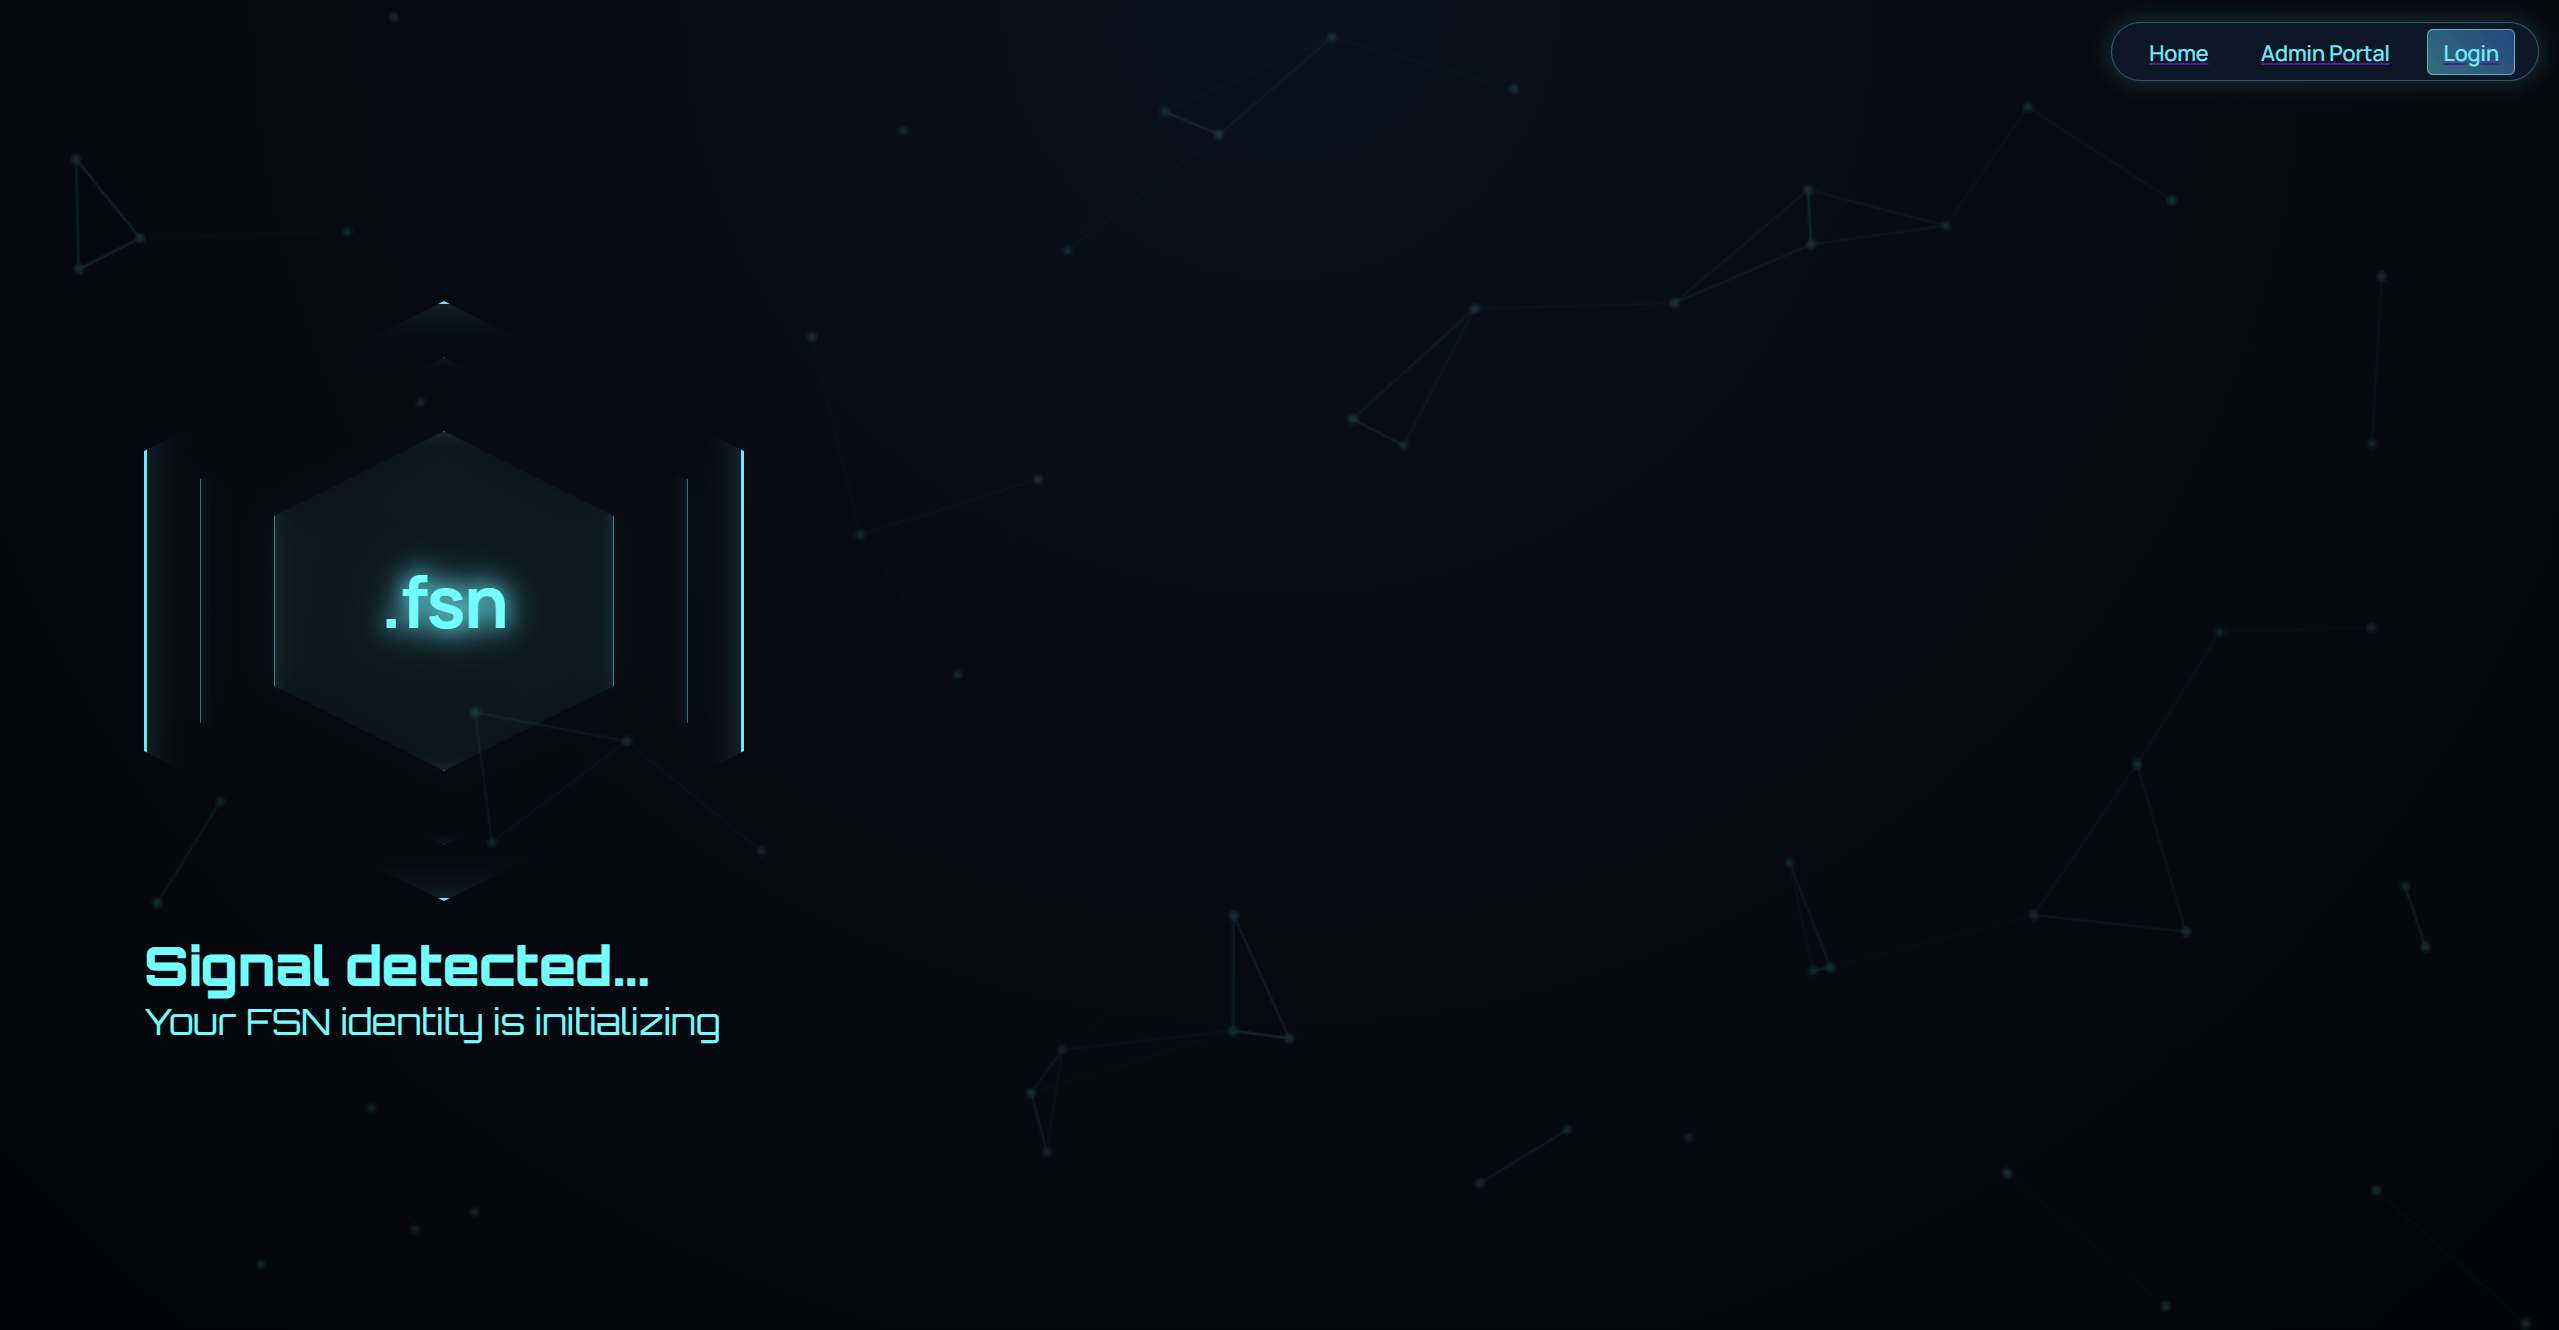 Home Admin Portal Login
.fsn
Signal detected...
Your FSN identity is initializing